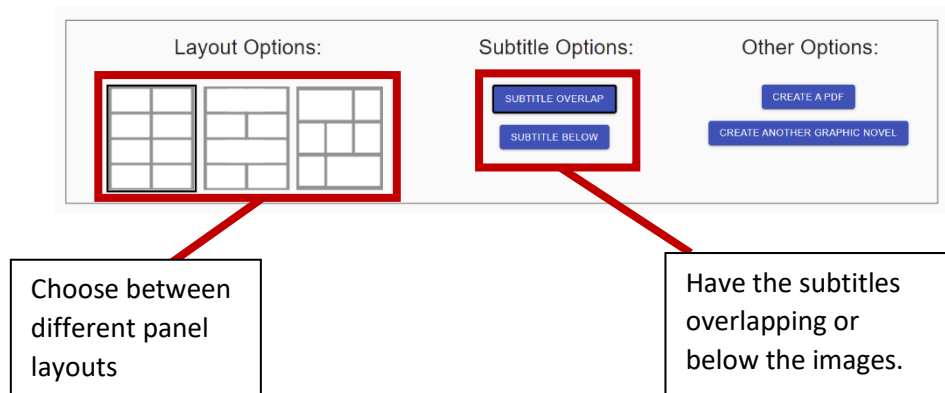 Layout Options:
Subtitle Options:
Other Options:
SUBTITLE OVERLAP
SUBTITLE BELOW
CREATE A PDF
CREATE ANOTHER GRAPHIC NOVEL
Choose between
different panel
layouts
Have the subtitles
overlapping or
below the images.